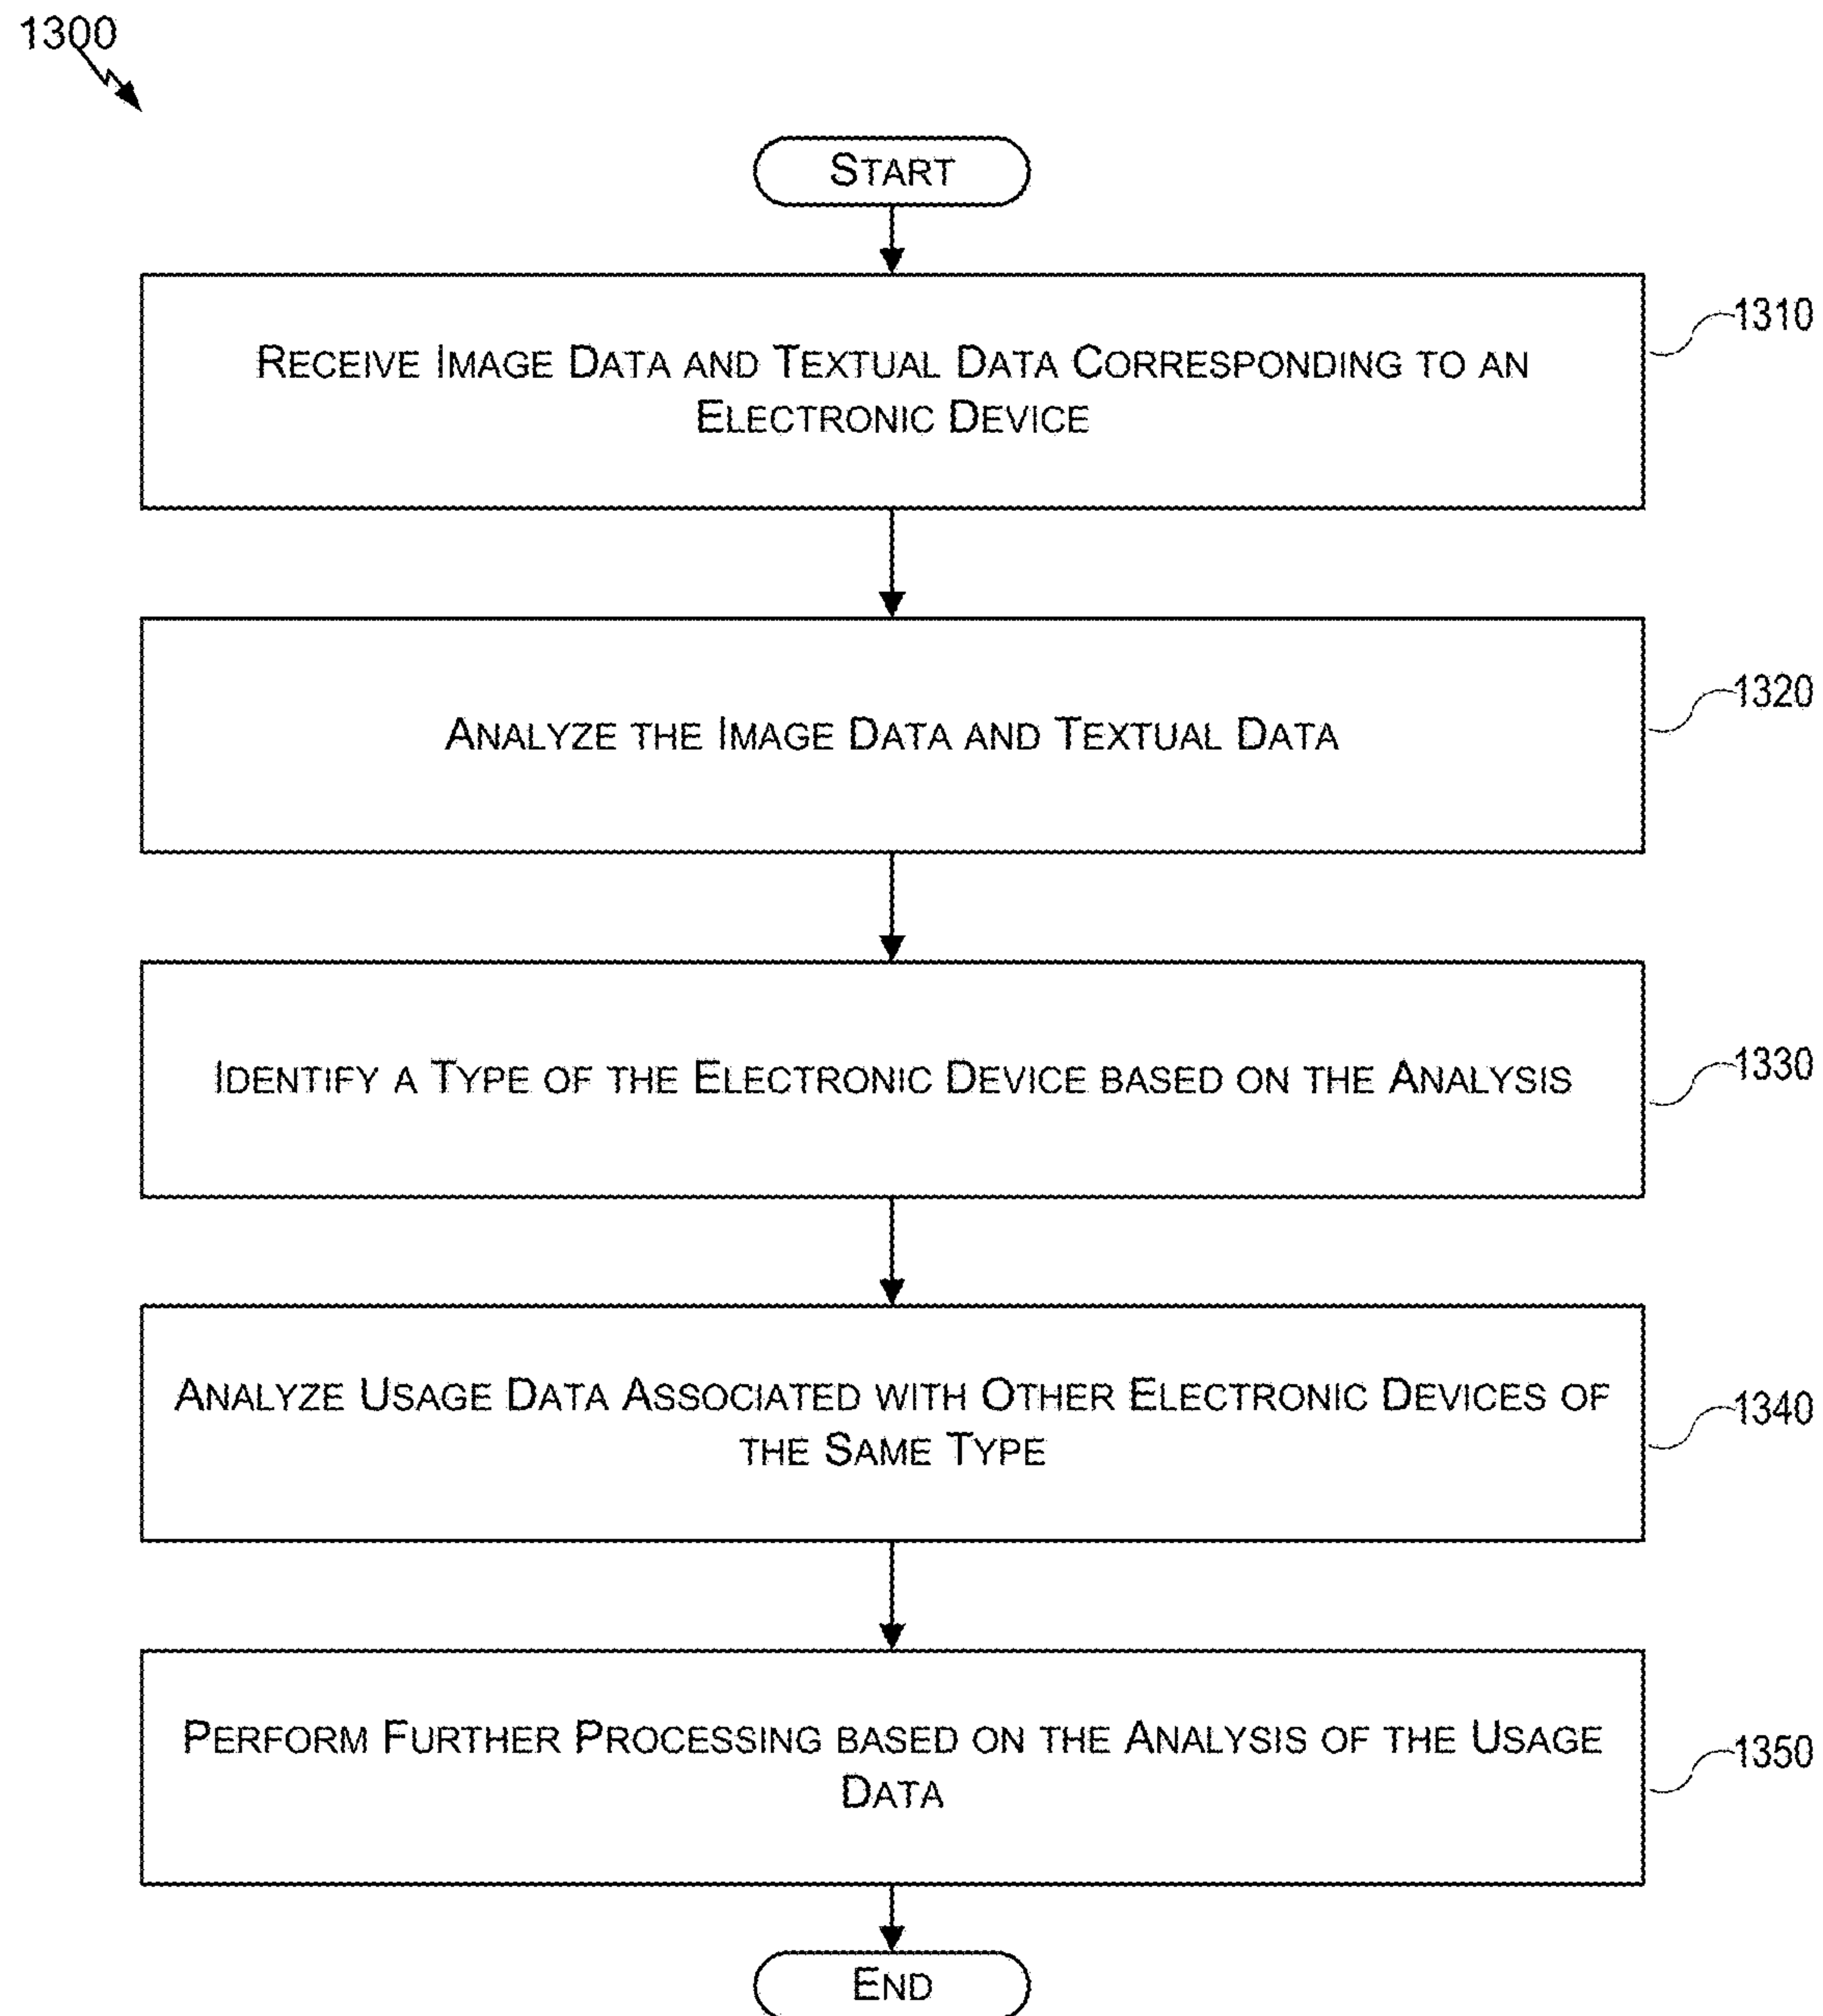 1300
START
RECEIVE IMAGE DATA AND TEXTUAL DATA CORRESPONDING TO AN
ELECTRONIC DEVICE
1310
ANALYZE THE IMAGE DATA AND TEXTUAL DATA
1320
IDENTIFY A TYPE OF THE ELECTRONIC DEVICE BASED ON THE ANALYSIS
1330
ANALYZE USAGE DATA ASSOCIATED WITH OTHER ELECTRONIC DEVICES OF
THE SAME TYPE
1340
PERFORM FURTHER PROCESSING BASED ON THE ANALYSIS OF THE USAGE
DATA
1350
END